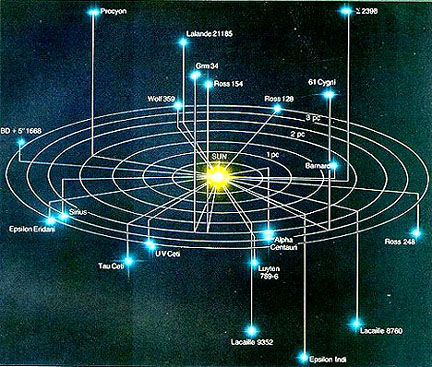 Procyon
Σ 2398
Lalande 21185
Grm 34
Ross 154
61 Cygni
Wolf 359
Ross 128
3 pc
BD + 5° 1668
2 pc
SUN
1 pc
Barnard
Sirius
Epsilon Eridani
Alpha
Centauri
Ross 248
UV Ceti
Tau Ceti
Luyton
789-6
Lacaille 9352
Lacaille 8760
Epsilon Indi